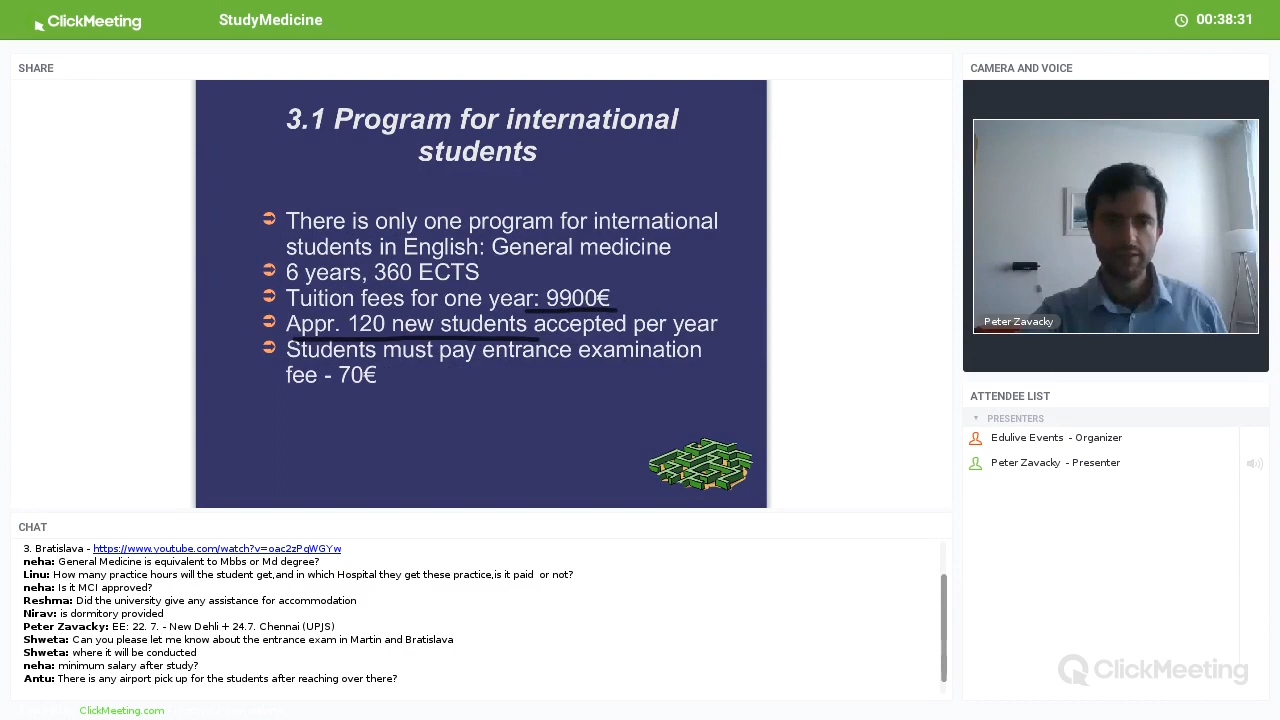 ClickMeeting
StudyMedicine
00:38:31
SHARE
3.1 Program for international
students
There is only one program for international
students in English: General medicine
6 years, 360 ECTS
Tuition fees for one year: 9900€
Appr. 120 new students accepted per year
Students must pay entrance examination
fee - 70€
CAMERA AND VOICE
Peter Zavacky
ATTENDEE LIST
PRESENTERS
Edulive Events - Organizer
Peter Zavacky - Presenter
CHAT
3. Bratislava - https://www.youtube.com/watch?v=oac2zPqWGYw
neha: General Medicine is equivalent to Mbbs or Md degree?
Linu: How many practice hours will the student get,and in which Hospital they get these practice,is it paid or not?
neha: Is it MCI approved?
Reshma: Did the university give any assistance for accommodation
Nirav: is dormitory provided
Peter Zavacky: EE: 22. 7. - New Dehli + 24.7. Chennai (UPJS)
Shweta: Can you please let me know about the entrance exam in Martin and Bratislava
Shweta: where it will be conducted
neha: minimum salary after study?
Antu: There is any airport pick up for the students after reaching over there?
ClickMeeting
ClickMeeting.com